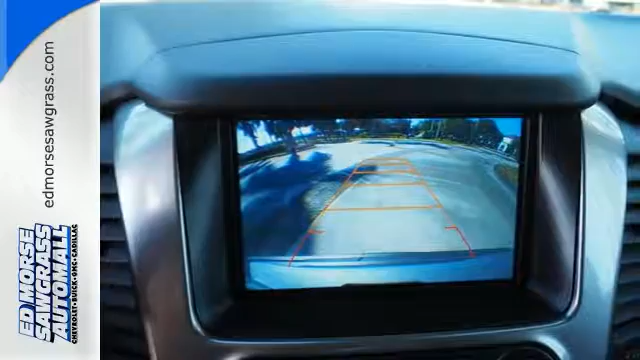 edmorsesawgrass.com
ED MORSE
SAWGRASS
AUTOMALL
CHEVROLET•BUICK•GMC•CADILLAC